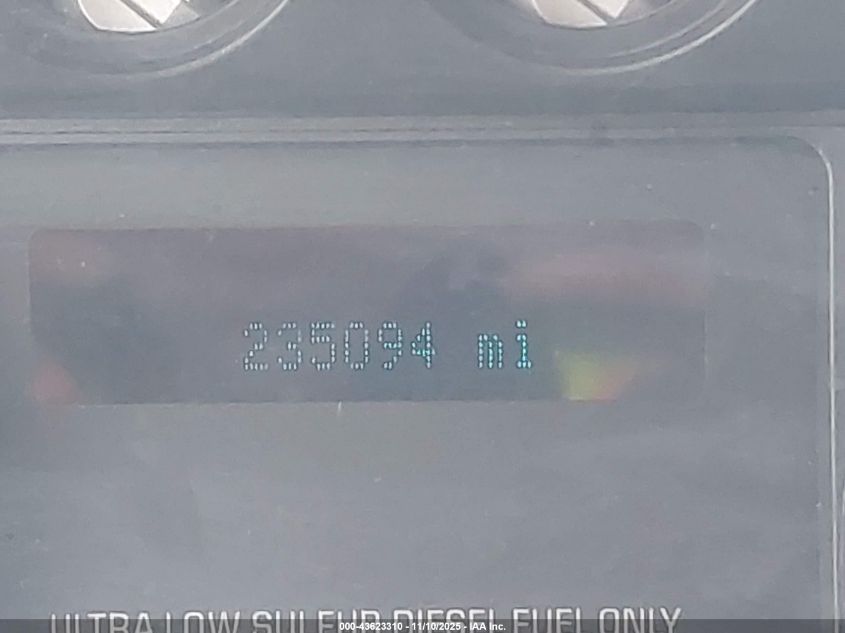 235094 mi
ULTRA LOW SULFUR DIESEL FUEL ONLY
000-43623310 - 11/10/2025 - IAA Inc.